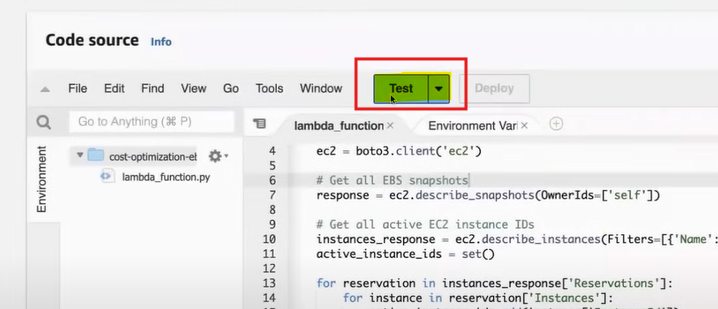 Code source Info
File Edit Find View Go Tools Window Test Deploy
Go to Anything (⌘ P)
lambda_function × Environment Vari ×
Environment
cost-optimization-el
lambda_function.py
4 ec2 = boto3.client('ec2')
5
6 # Get all EBS snapshots
7 response = ec2.describe_snapshots(OwnerIds=['self'])
8
9 # Get all active EC2 instance IDs
10 instances_response = ec2.describe_instances(Filters=[{'Name':
11 active_instance_ids = set()
12
13 for reservation in instances_response['Reservations']:
14 for instance in reservation['Instances']: